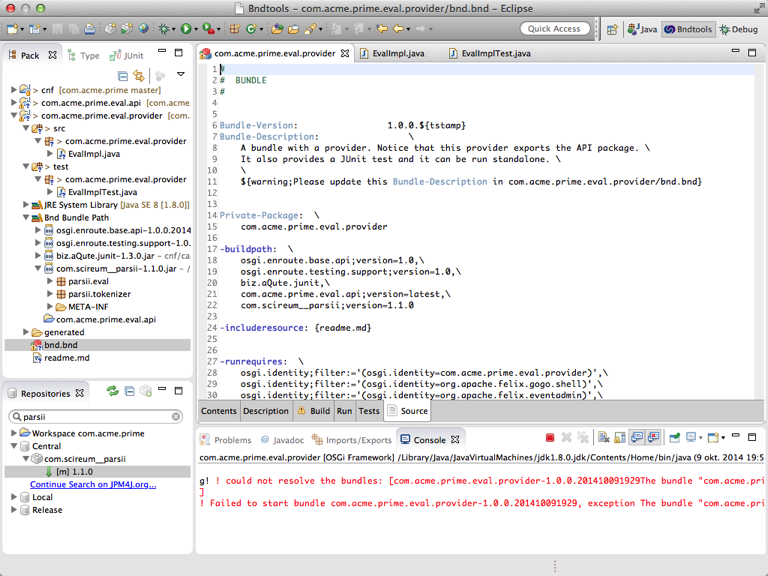 Bndtools – com.acme.prime.eval.provider/bnd.bnd – Eclipse
Quick Access
Java
Bndtools
Debug
Pack
Type
JUnit
> cnf [com.acme.prime master]
> com.acme.prime.eval.api [com.acme
> com.acme.prime.eval.provider [com
> src
> com.acme.prime.eval.provider
> EvalImpl.java
> test
> com.acme.prime.eval.provider
> EvalImplTest.java
JRE System Library [Java SE 8 [1.8.0]]
Bnd Bundle Path
osgi.enroute.base.api-1.0.0.2014
osgi.enroute.testing.support-1.0.
biz.aQute.junit-1.3.0.jar - cnf/ca
com.scireum__parsii-1.1.0.jar - /
parsii.eval
parsii.tokenizer
META-INF
com.acme.prime.eval.api
generated
bnd.bnd
readme.md
Repositories
parsii
Workspace com.acme.prime
Central
com.scireum__parsii
[m] 1.1.0
Continue Search on JPM4J.org...
Local
Release
com.acme.prime.eval.provider
EvalImpl.java
EvalImplTest.java
1 #
2 #  BUNDLE
3 #
4
5
6 Bundle-Version: 1.0.0.${tstamp}
7 Bundle-Description: \
8 A bundle with a provider. Notice that this provider exports the API package. \
9 It also provides a JUnit test and it can be run standalone. \
10 \
11 ${warning;Please update this Bundle-Description in com.acme.prime.eval.provider/bnd.bnd}
12
13
14 Private-Package: \
15 com.acme.prime.eval.provider
16
17 -buildpath: \
18 osgi.enroute.base.api;version=1.0,\
19 osgi.enroute.testing.support;version=1.0,\
20 biz.aQute.junit,\
21 com.acme.prime.eval.api;version=latest,\
22 com.scireum__parsii;version=1.1.0
23
24 -includeresource: {readme.md}
25
26
27 -runrequires: \
28 osgi.identity;filter:='(osgi.identity=com.acme.prime.eval.provider)',\
29 osgi.identity;filter:='(osgi.identity=org.apache.felix.gogo.shell)',\
30 osgi.identity;filter:='(osgi.identity=org.apache.felix.eventadmin)',\
Contents
Description
Build
Run
Tests
Source
Problems
Javadoc
Imports/Exports
Console
com.acme.prime.eval.provider [OSGi Framework] /Library/Java/JavaVirtualMachines/jdk1.8.0.jdk/Contents/Home/bin/java (9 okt. 2014 19:5
g! ! could not resolve the bundles: [com.acme.prime.eval.provider-1.0.0.201410091929The bundle "com.acme.pri
]
! Failed to start bundle com.acme.prime.eval.provider-1.0.0.201410091929, exception The bundle "com.acme.pri